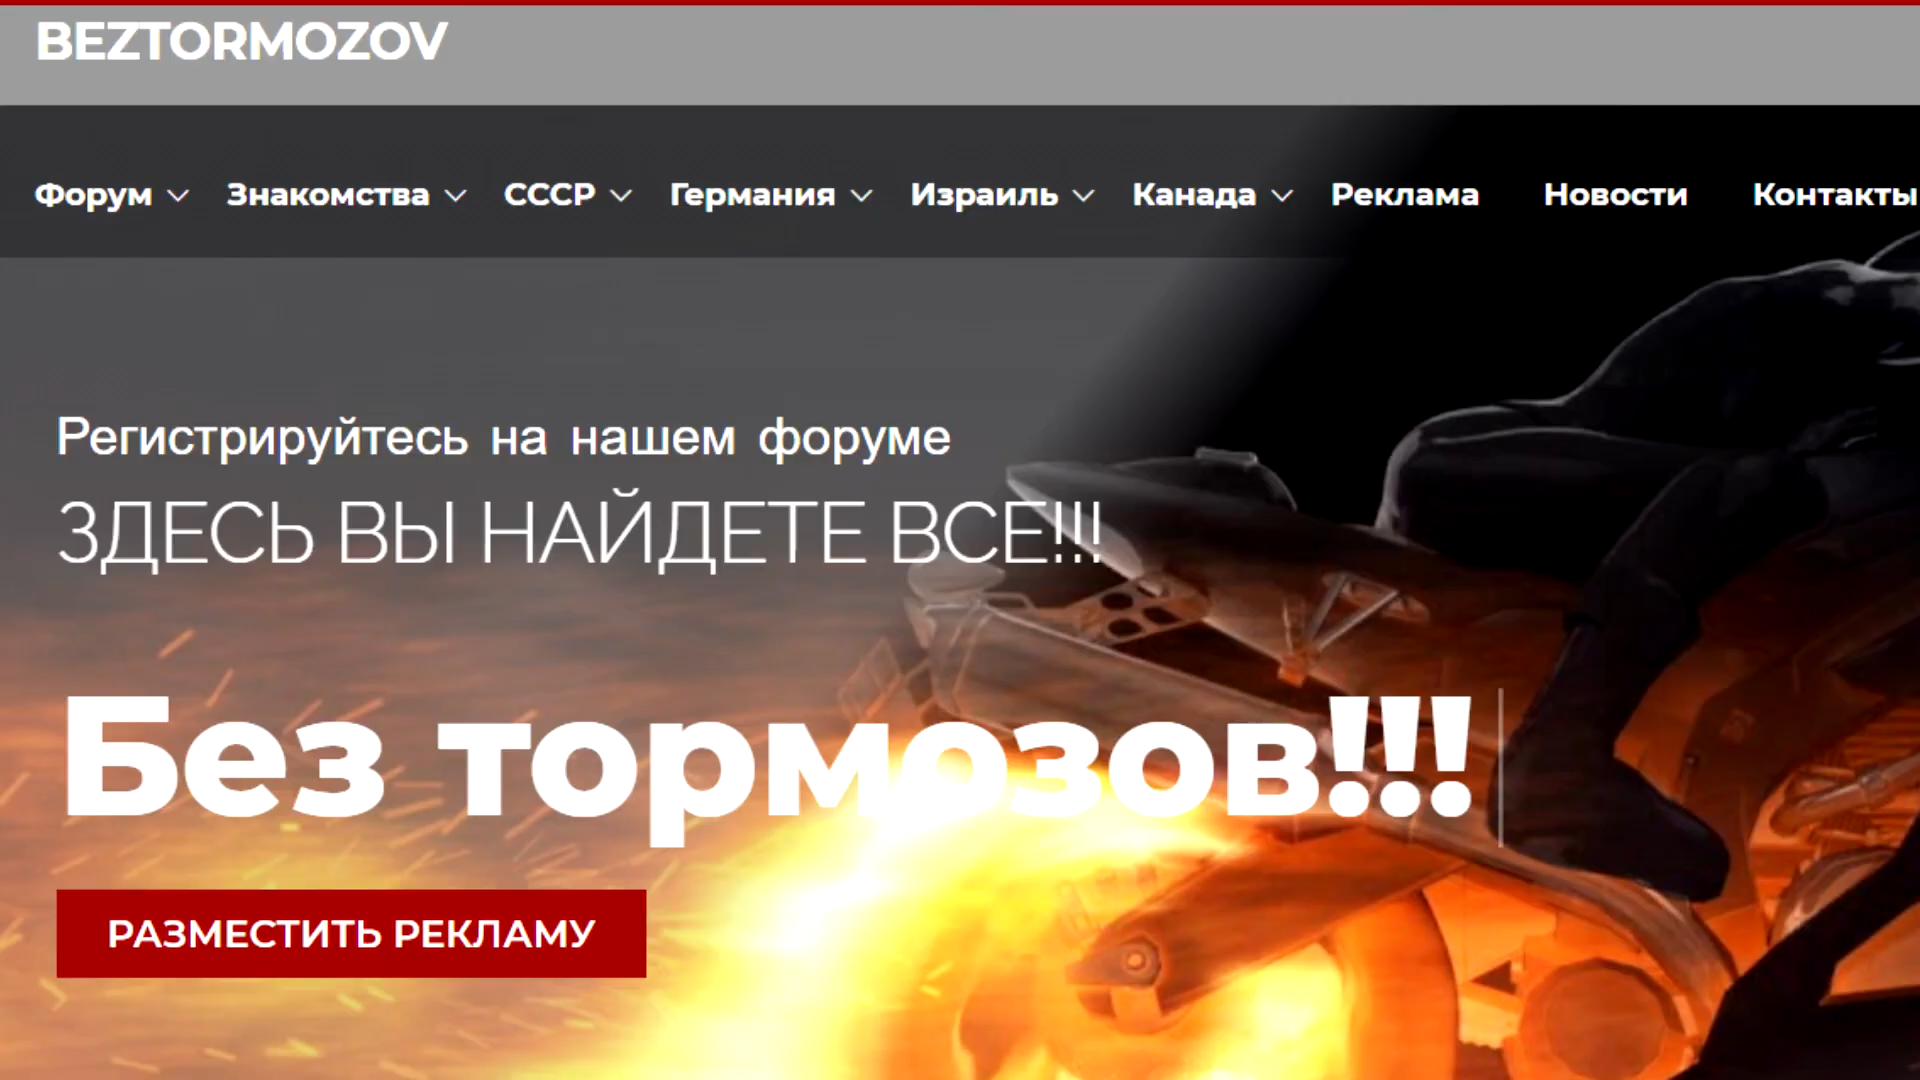 BEZTORMOZOV
Форум Знакомства СССР Германия Израиль Канада Реклама Новости Контакты
Регистрируйтесь на нашем форуме
ЗДЕСЬ ВЫ НАЙДЕТЕ ВСЕ!!!
Без тормозов!!!
РАЗМЕСТИТЬ РЕКЛАМУ